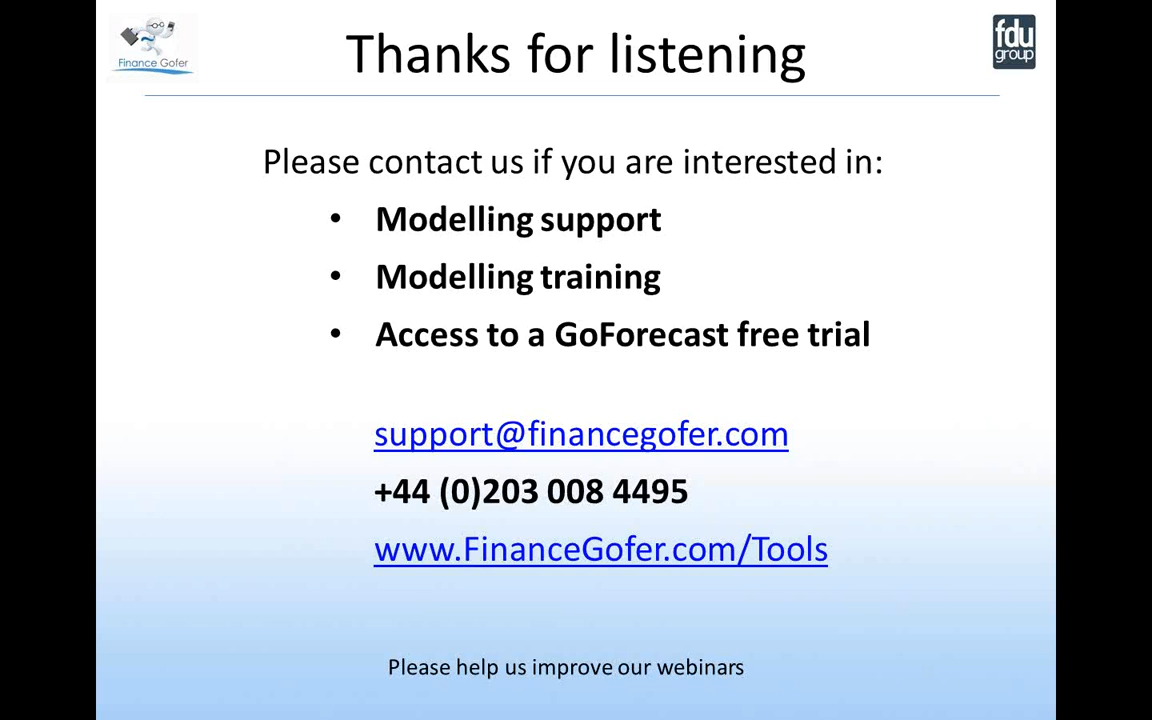 Finance Gofer
Thanks for listening
fdu
group
Please contact us if you are interested in:
• Modelling support
• Modelling training
• Access to a GoForecast free trial
support@financegofer.com
+44 (0)203 008 4495
www.FinanceGofer.com/Tools
Please help us improve our webinars